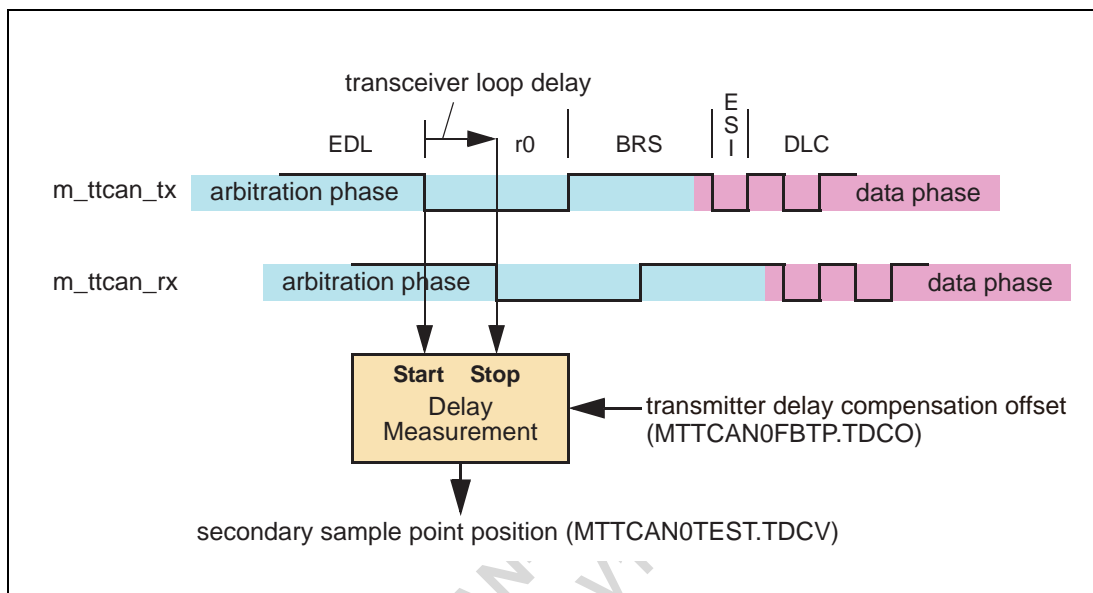 transceiver loop delay
E
S
I
EDL r0 BRS DLC
m_ttcan_tx arbitration phase data phase
m_ttcan_rx arbitration phase data phase
Start Stop
Delay
Measurement
transmitter delay compensation offset
(MTTCAN0FBTP.TDCO)
secondary sample point position (MTTCAN0TEST.TDCV)